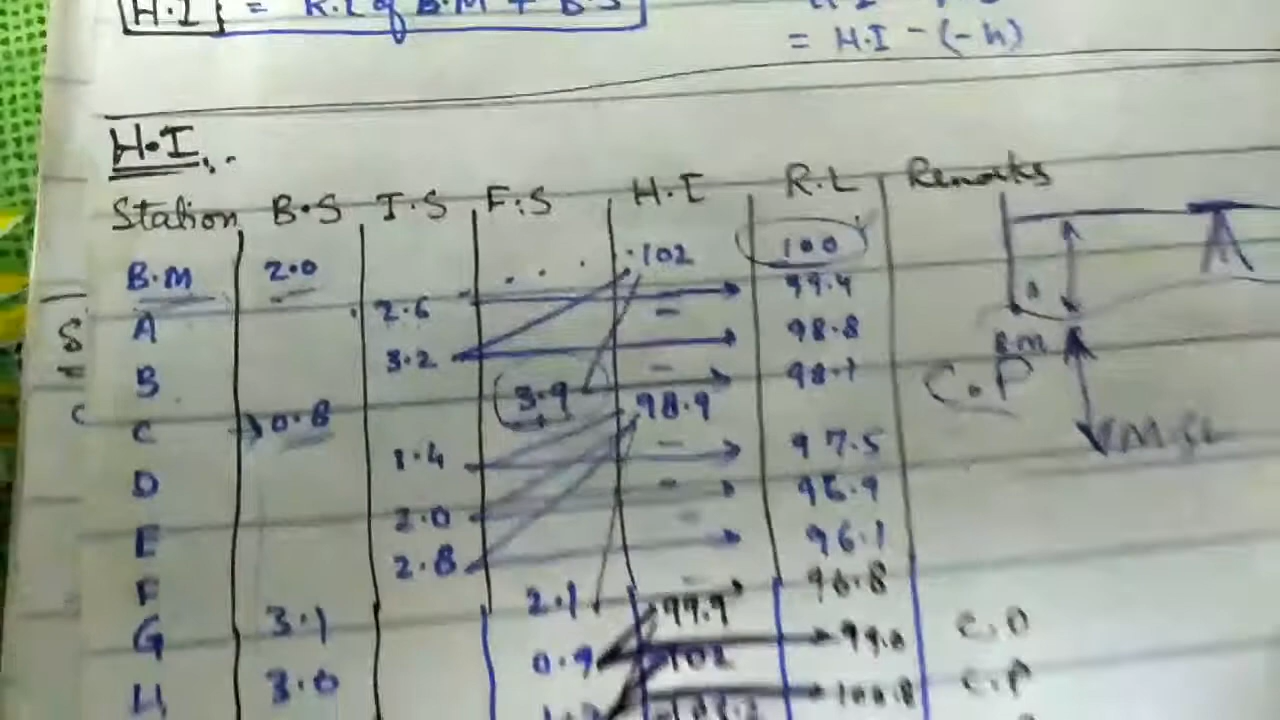 H.I = R.L of B.M + B.S
= H.I - (-h)
H.I.
Station B.S I.S F.S H.I R.L Remarks
B.M 2.0 102 100
A 2.6 - 99.4
B 3.2 - 98.8
C 0.8 3.9 98.9 98.1 C.P
D 1.4 - 97.5
E 2.0 - 96.9
F 2.8 - 96.1
G 3.1 2.1 99.9 96.8 C.P
H 3.0 0.9 102 99.0 C.P
100.8
B.M
M.S.L